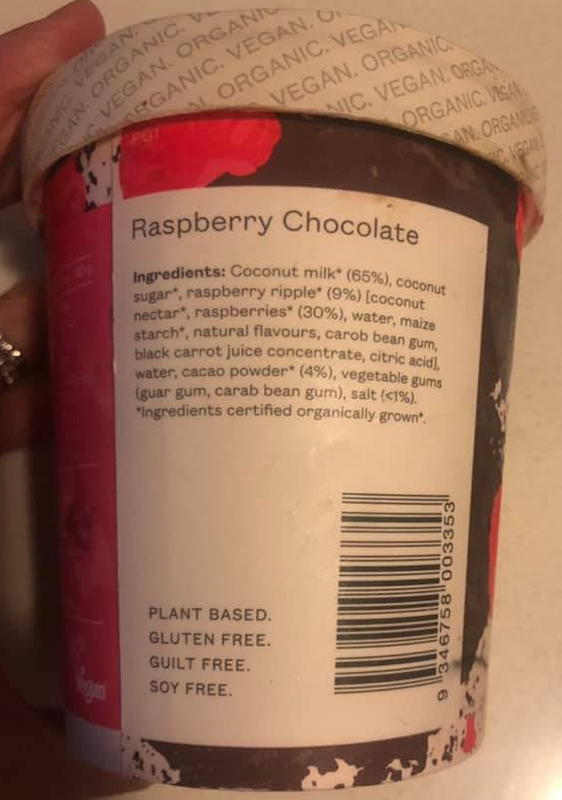 ORGANIC. VEGAN. ORGANIC. VEGAN. ORGANIC. VEGAN.
POT
Raspberry Chocolate
Ingredients: Coconut milk* (65%), coconut
sugar*, raspberry ripple* (9%) [coconut
nectar*, raspberries* (30%), water, maize
starch*, natural flavours, carob bean gum,
black carrot juice concentrate, citric acid],
water, cacao powder* (4%), vegetable gums
(guar gum, carab bean gum), salt (<1%).
*Ingredients certified organically grown*.
PLANT BASED.
GLUTEN FREE.
GUILT FREE.
SOY FREE.
9 346758 003353
Vegan